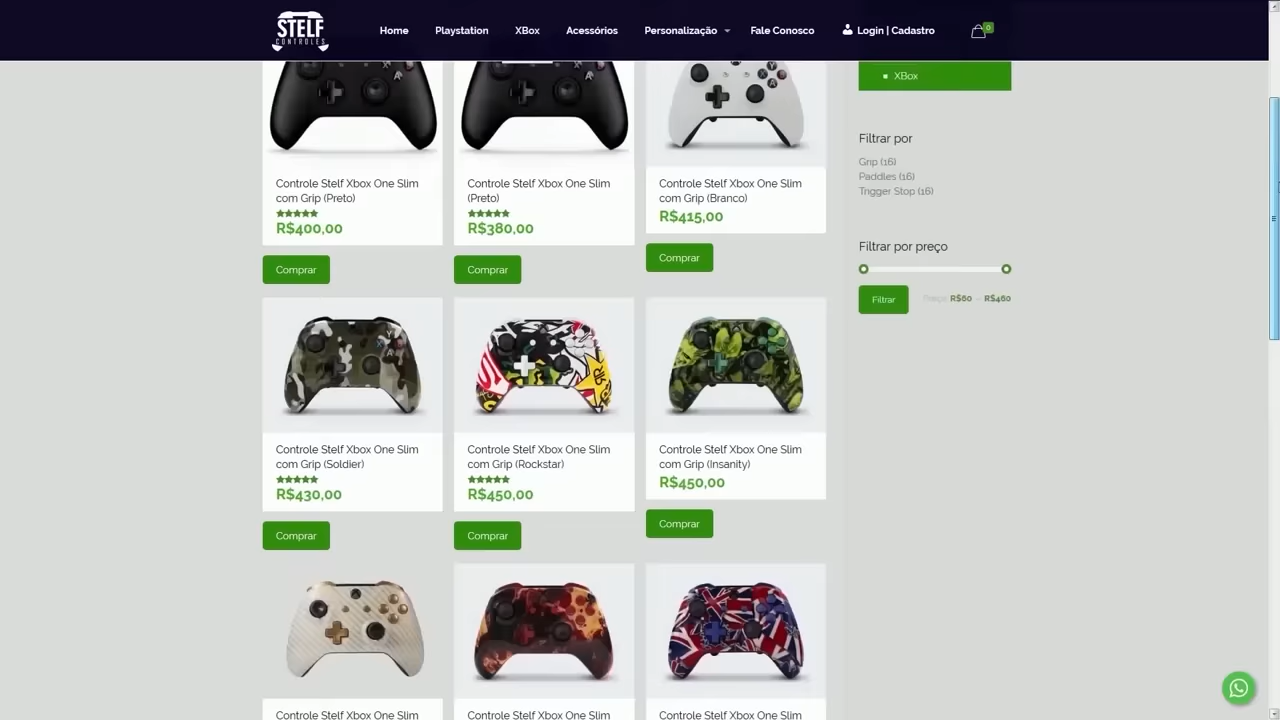 STELF
CONTROLES
Home
Playstation
XBox
Acessórios
Personalização
Fale Conosco
Login | Cadastro
0
XBox
Controle Stelf Xbox One Slim
com Grip (Preto)
R$400,00
Comprar
Controle Stelf Xbox One Slim
(Preto)
R$380,00
Comprar
Controle Stelf Xbox One Slim
com Grip (Branco)
R$415,00
Comprar
Filtrar por
Grip (16)
Paddles (16)
Trigger Stop (16)
Filtrar por preço
Filtrar
Preço: R$60 — R$460
Controle Stelf Xbox One Slim
com Grip (Soldier)
R$430,00
Comprar
Controle Stelf Xbox One Slim
com Grip (Rockstar)
R$450,00
Comprar
Controle Stelf Xbox One Slim
com Grip (Insanity)
R$450,00
Comprar
Controle Stelf Xbox One Slim
Controle Stelf Xbox One Slim
Controle Stelf Xbox One Slim